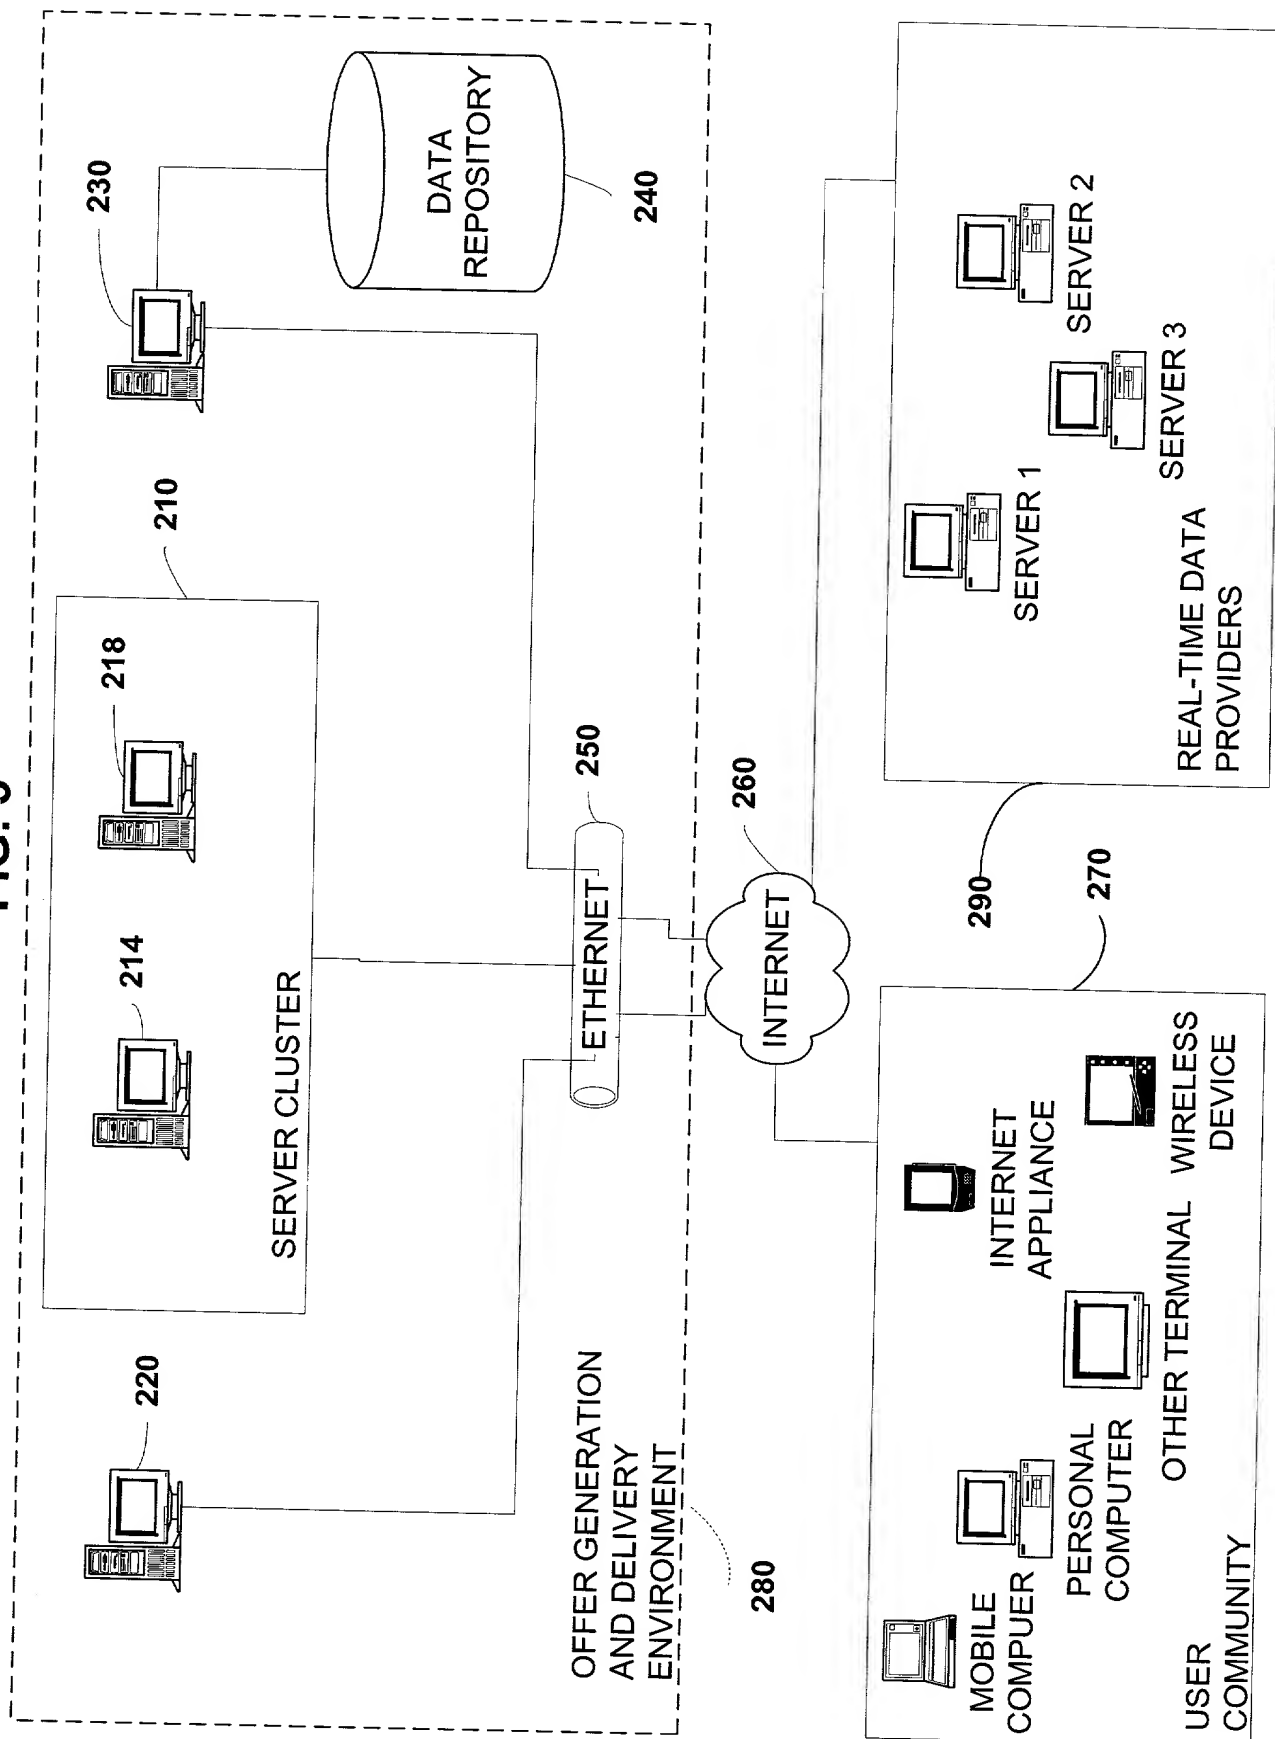 FIG.
220
214
218
230
210
SERVER CLUSTER
DATA
REPOSITORY
240
OFFER GENERATION
AND DELIVERY
ENVIRONMENT
280
ETHERNET
250
INTERNET
260
270
290
MOBILE
COMPUER
PERSONAL
COMPUTER
INTERNET
APPLIANCE
OTHER TERMINAL
WIRELESS
DEVICE
USER
COMMUNITY
SERVER 1
SERVER 2
SERVER 3
REAL-TIME DATA
PROVIDERS